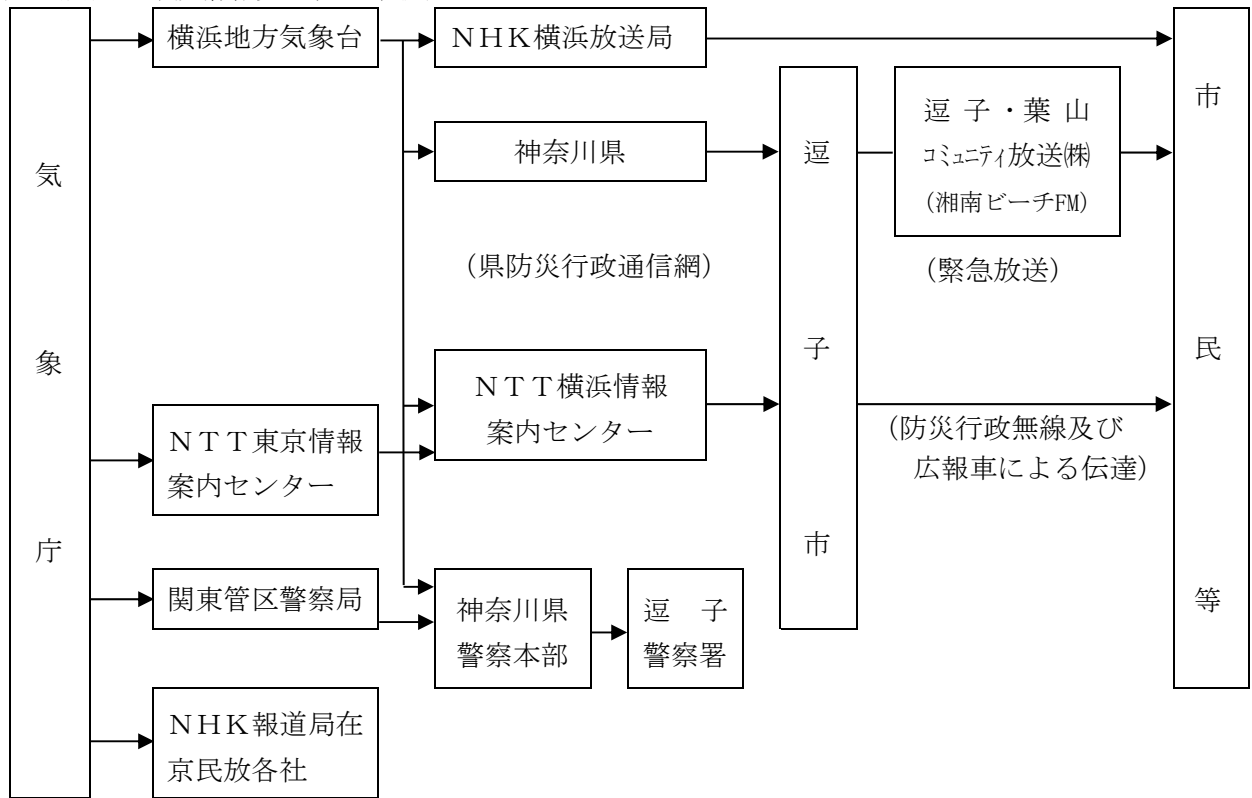 気象庁
横浜地方気象台
NHK横浜放送局
神奈川県
(県防災行政通信網)
NTT東京情報
案内センター
NTT横浜情報
案内センター
関東管区警察局
神奈川県
警察本部
逗子
警察署
NHK報道局在
京民放各社
逗子市
逗子・葉山
コミュニティ放送㈱
(湘南ビーチFM)
(緊急放送)
(防災行政無線及び
広報車による伝達)
市民等